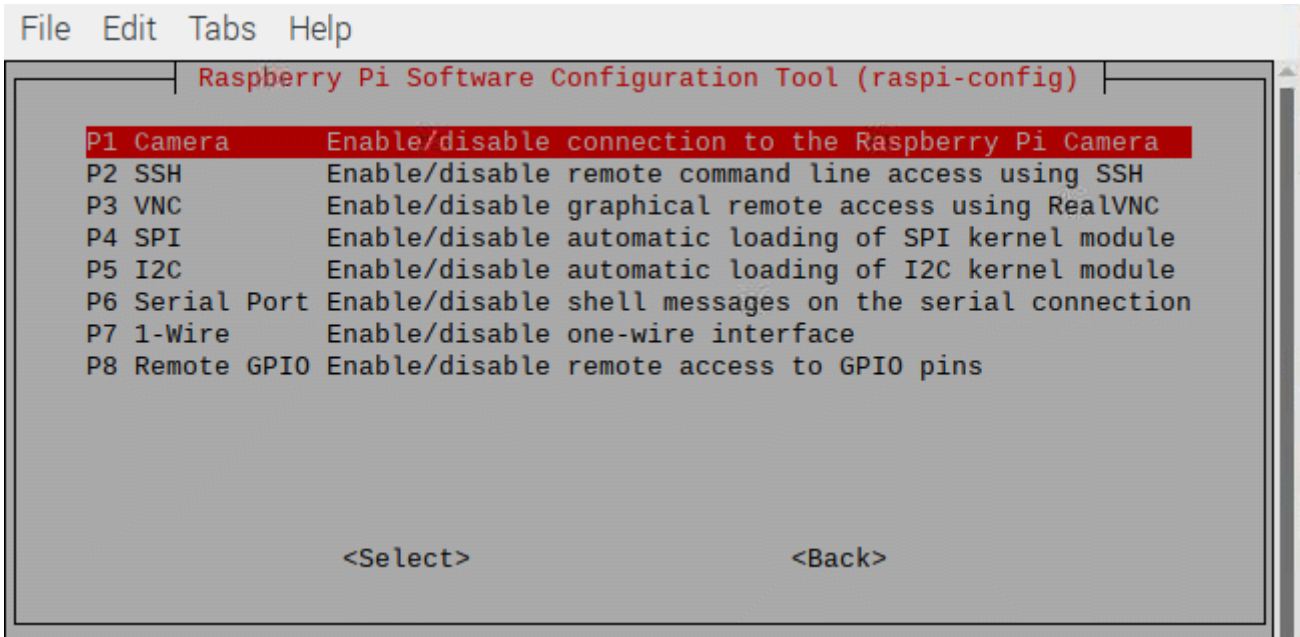 File Edit Tabs Help
Raspberry Pi Software Configuration Tool (raspi-config)
P1 Camera Enable/disable connection to the Raspberry Pi Camera
P2 SSH Enable/disable remote command line access using SSH
P3 VNC Enable/disable graphical remote access using RealVNC
P4 SPI Enable/disable automatic loading of SPI kernel module
P5 I2C Enable/disable automatic loading of I2C kernel module
P6 Serial Port Enable/disable shell messages on the serial connection
P7 1-Wire Enable/disable one-wire interface
P8 Remote GPIO Enable/disable remote access to GPIO pins
<Select> <Back>